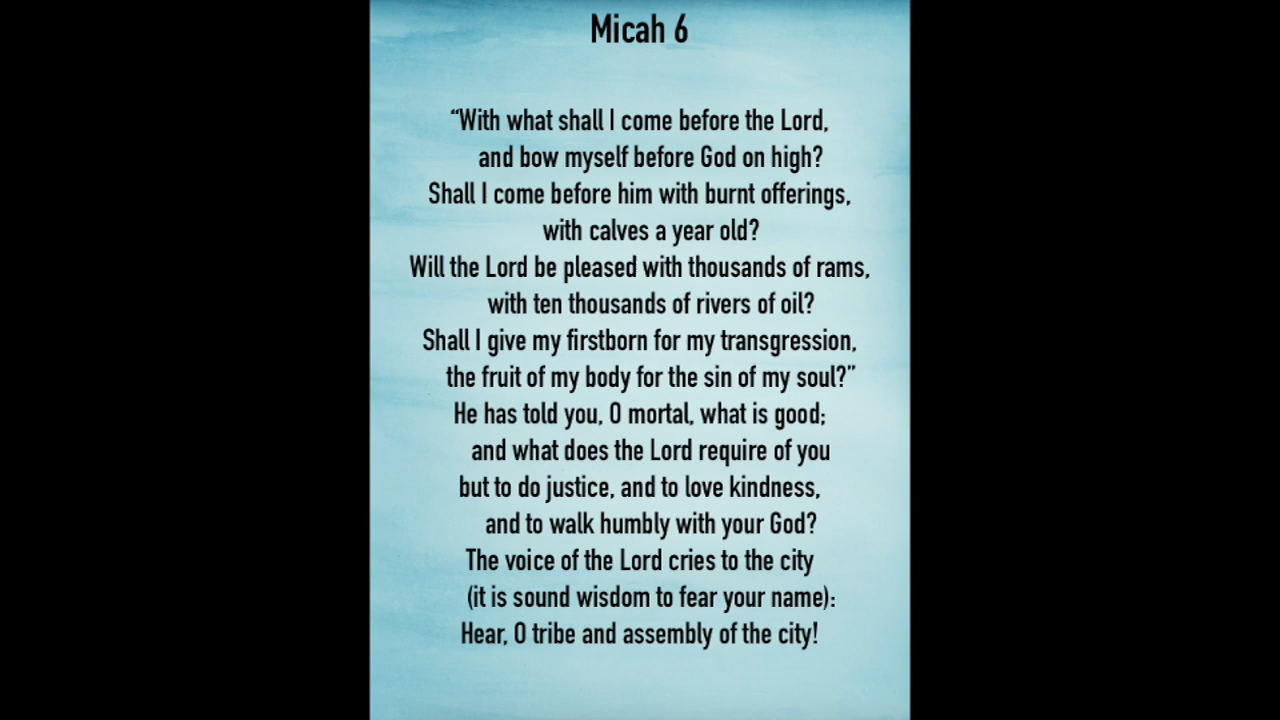 Micah 6
“With what shall I come before the Lord,
and bow myself before God on high?
Shall I come before him with burnt offerings,
with calves a year old?
Will the Lord be pleased with thousands of rams,
with ten thousands of rivers of oil?
Shall I give my firstborn for my transgression,
the fruit of my body for the sin of my soul?”
He has told you, O mortal, what is good;
and what does the Lord require of you
but to do justice, and to love kindness,
and to walk humbly with your God?
The voice of the Lord cries to the city
(it is sound wisdom to fear your name):
Hear, O tribe and assembly of the city!